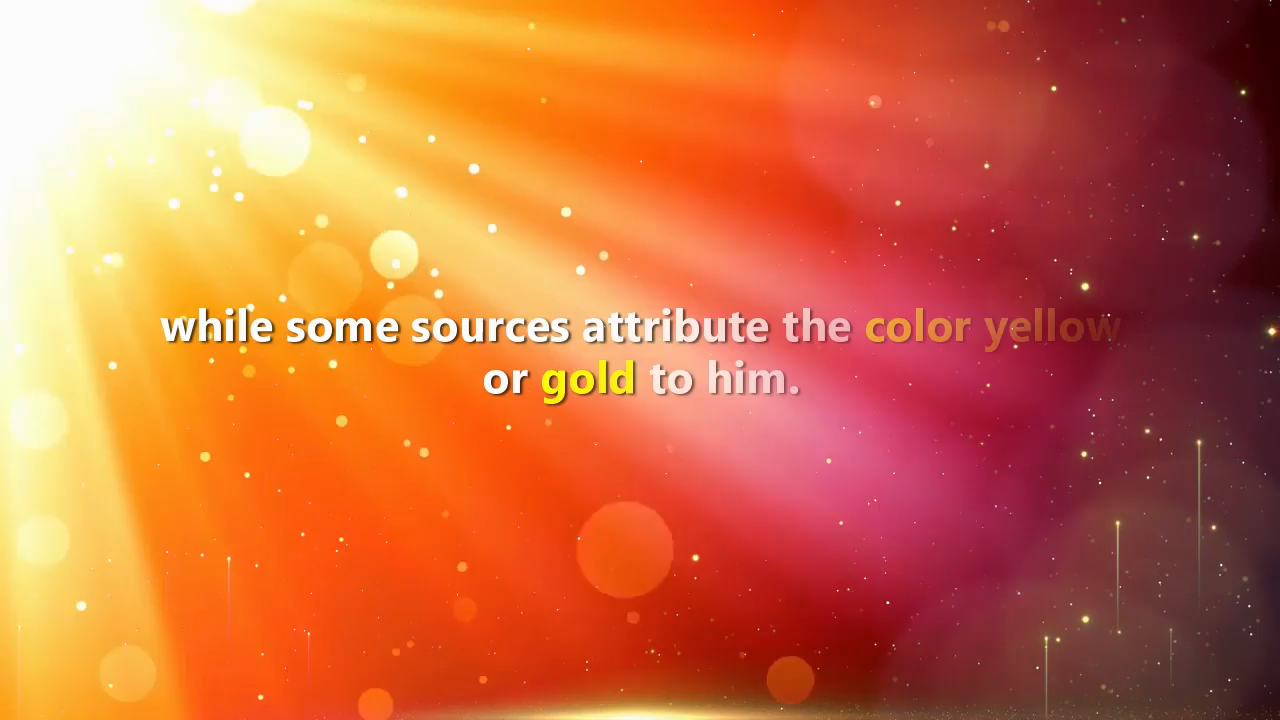 while some sources attribute the color yellow
or gold to him.